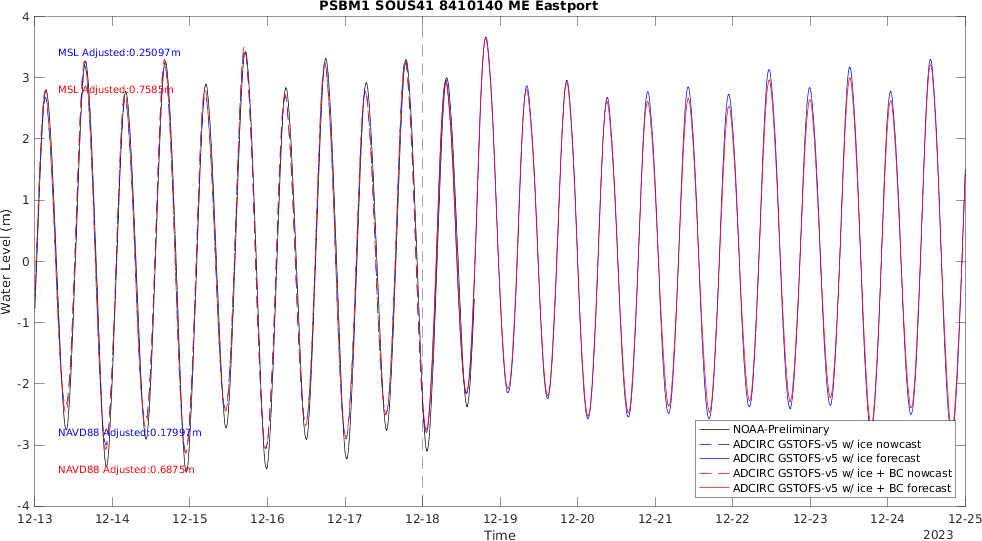 PSBM1 SOUS41 8410140 ME Eastport
4
3
2
1
0
-1
-2
-3
-4
Water Level (m)
MSL Adjusted:0.25097m
MSL Adjusted:0.7585m
NAVD88 Adjusted:0.17997m
NAVD88 Adjusted:0.6875m
NOAA-Preliminary
ADCIRC GSTOFS-v5 w/ ice nowcast
ADCIRC GSTOFS-v5 w/ ice forecast
ADCIRC GSTOFS-v5 w/ ice + BC nowcast
ADCIRC GSTOFS-v5 w/ ice + BC forecast
12-13 12-14 12-15 12-16 12-17 12-18 12-19 12-20 12-21 12-22 12-23 12-24 12-25
Time
2023